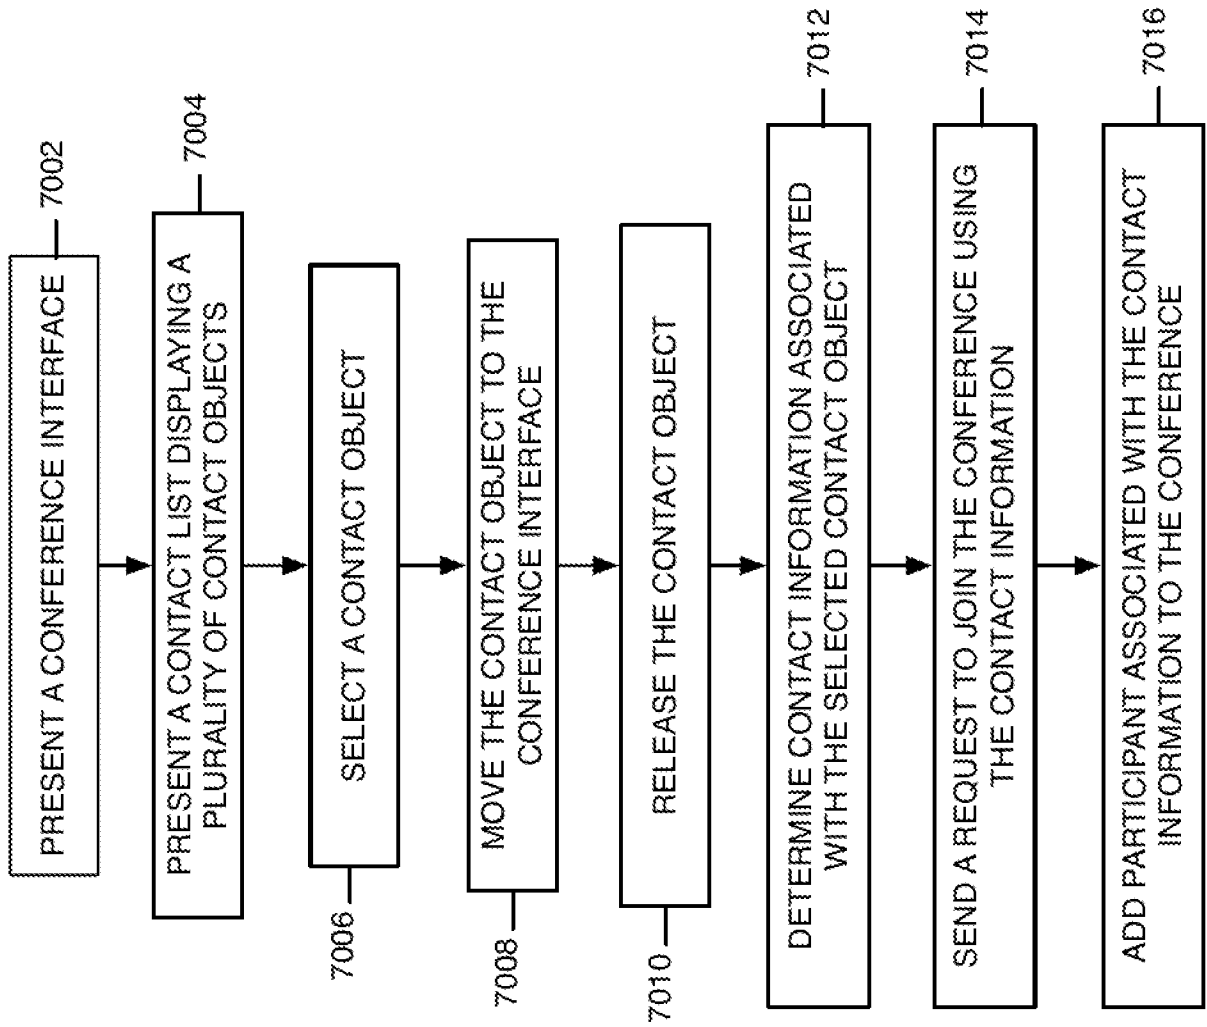 7002
PRESENT A CONFERENCE INTERFACE
7004
PRESENT A CONTACT LIST DISPLAYING A
PLURALITY OF CONTACT OBJECTS
SELECT A CONTACT OBJECT
7006
MOVE THE CONTACT OBJECT TO THE
CONFERENCE INTERFACE
7008
RELEASE THE CONTACT OBJECT
7010
7012
DETERMINE CONTACT INFORMATION ASSOCIATED
WITH THE SELECTED CONTACT OBJECT
7014
SEND A REQUEST TO JOIN THE CONFERENCE USING
THE CONTACT INFORMATION
7016
ADD PARTICIPANT ASSOCIATED WITH THE CONTACT
INFORMATION TO THE CONFERENCE